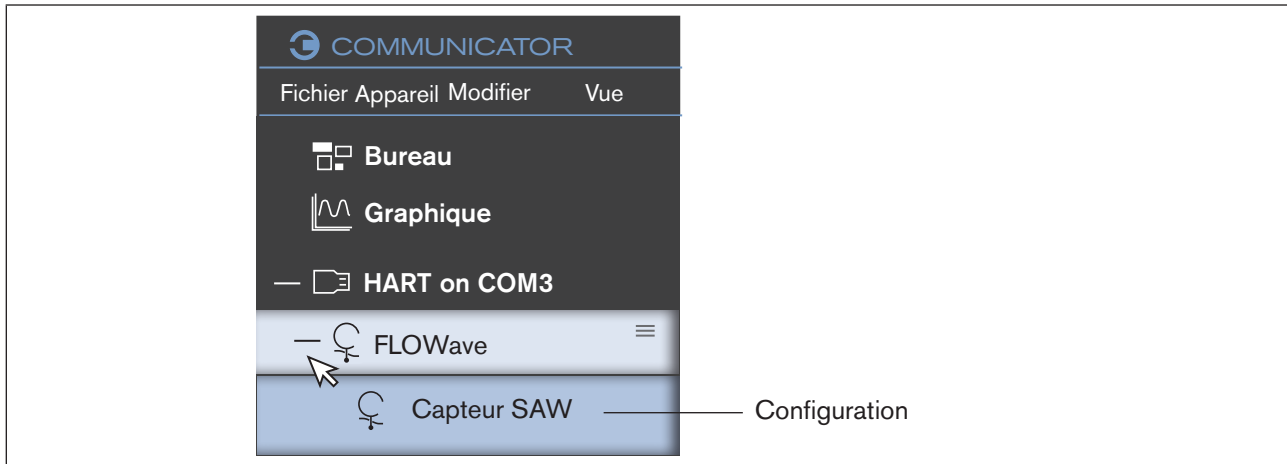 COMMUNICATOR
Fichier Appareil Modifier Vue
Bureau
Graphique
HART on COM3
FLOWave
Capteur SAW
Configuration